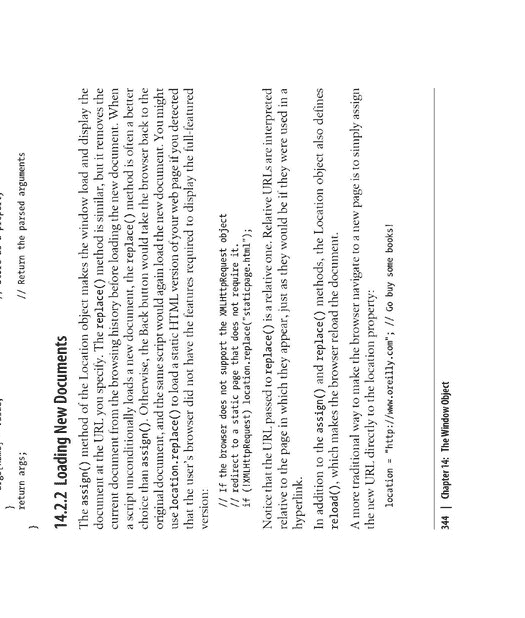 }
return args; // Return the parsed arguments
}
14.2.2 Loading New Documents
The assign() method of the Location object makes the window load and display the
document at the URL you specify. The replace() method is similar, but it removes the
current document from the browsing history before loading the new document. When
a script unconditionally loads a new document, the replace() method is often a better
choice than assign(). Otherwise, the Back button would take the browser back to the
original document, and the same script would again load the new document. You might
use location.replace() to load a static HTML version of your web page if you detected
that the user's browser did not have the features required to display the full-featured
version:
// If the browser does not support the XMLHttpRequest object
// redirect to a static page that does not require it.
if (!XMLHttpRequest) location.replace("staticpage.html");
Notice that the URL passed to replace() is a relative one. Relative URLs are interpreted
relative to the page in which they appear, just as they would be if they were used in a
hyperlink.
In addition to the assign() and replace() methods, the Location object also defines
reload(), which makes the browser reload the document.
A more traditional way to make the browser navigate to a new page is to simply assign
the new URL directly to the location property:
location = "http://www.oreilly.com"; // Go buy some books!
344 | Chapter 14: The Window Object